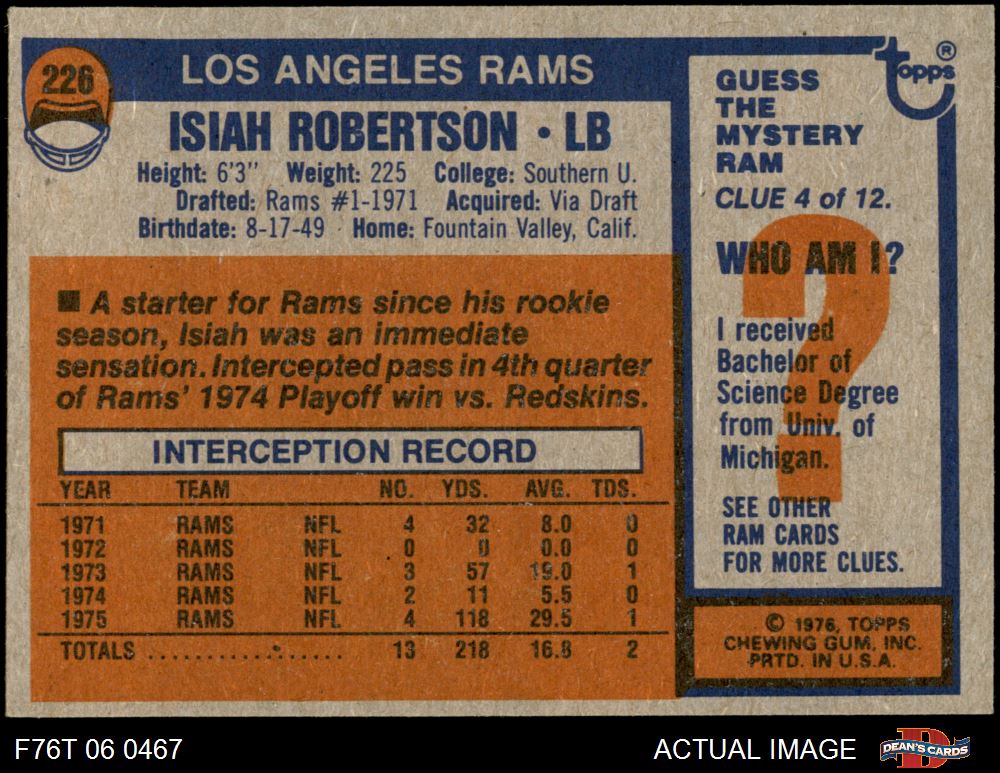 226
LOS ANGELES RAMS
ISIAH ROBERTSON • LB
Height: 6'3" Weight: 225 College: Southern U.
Drafted: Rams #1-1971 Acquired: Via Draft
Birthdate: 8-17-49 Home: Fountain Valley, Calif.
■ A starter for Rams since his rookie
season, Isiah was an immediate
sensation. Intercepted pass in 4th quarter
of Rams' 1974 Playoff win vs. Redskins.
INTERCEPTION RECORD
YEAR TEAM NO. YDS. AVG. TDS.
1971 RAMS NFL 4 32 8.0 0
1972 RAMS NFL 0 0 0.0 0
1973 RAMS NFL 3 57 19.0 1
1974 RAMS NFL 2 11 5.5 0
1975 RAMS NFL 4 118 29.5 1
TOTALS .................. 13 218 16.8 2
topps®
GUESS
THE
MYSTERY
RAM
CLUE 4 of 12.
?
WHO AM I?
I received
Bachelor of
Science Degree
from Univ. of
Michigan.
SEE OTHER
RAM CARDS
FOR MORE CLUES.
© 1976, TOPPS
CHEWING GUM, INC.
PRTD. IN U.S.A.
F76T 06 0467
ACTUAL IMAGE
DEAN'S CARDS